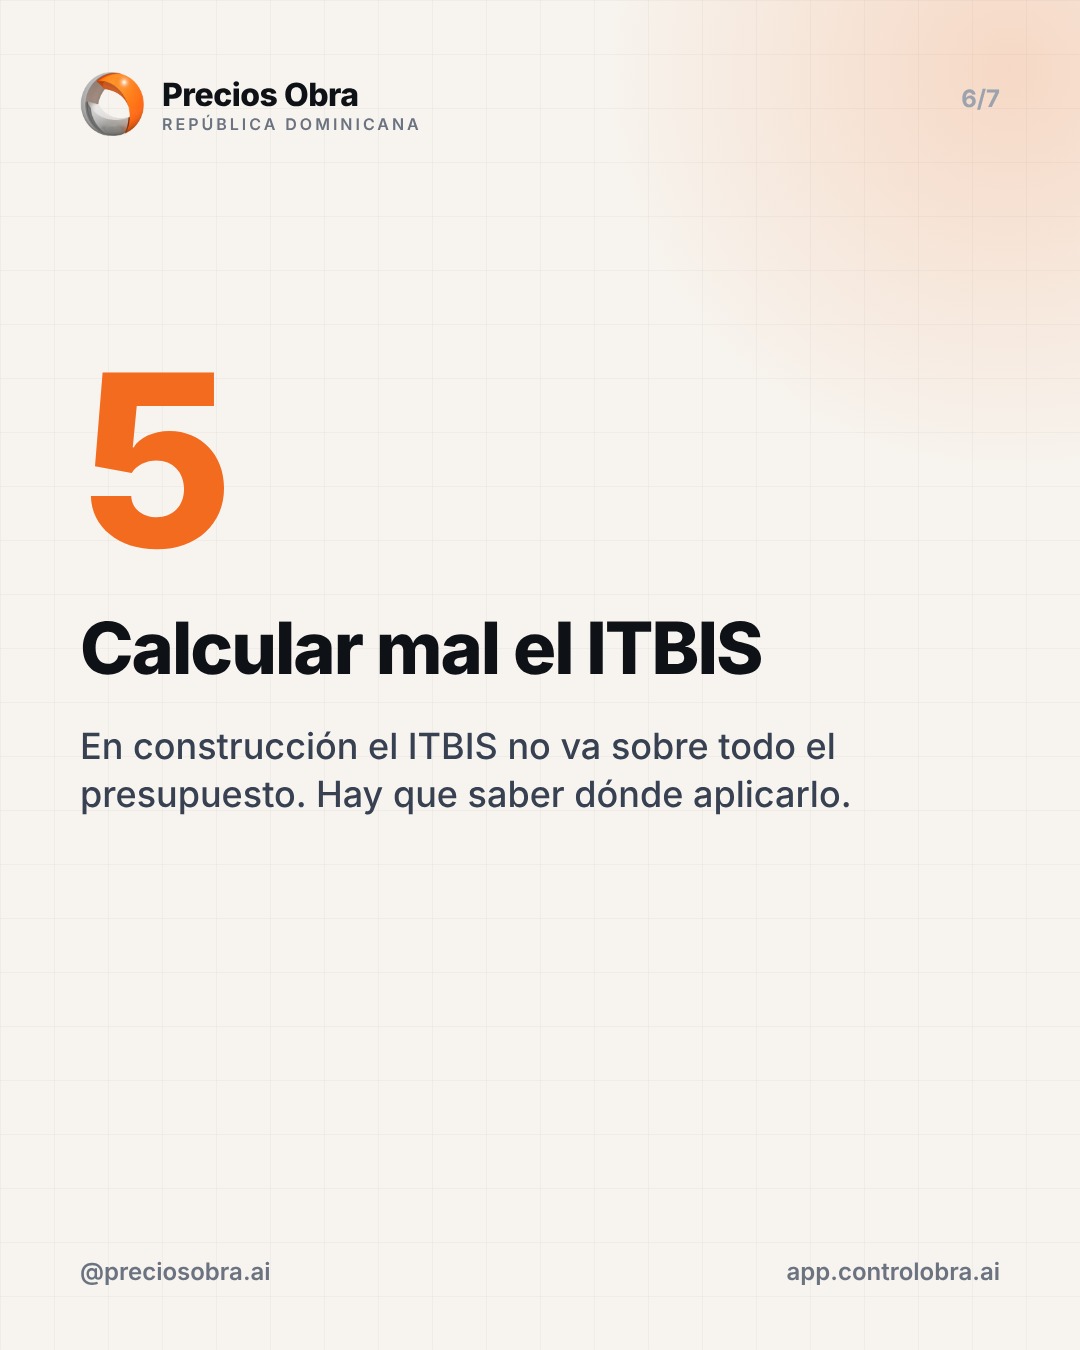 Precios Obra
REPÚBLICA DOMINICANA
6/7
5
Calcular mal el ITBIS
En construcción el ITBIS no va sobre todo el
presupuesto. Hay que saber dónde aplicarlo.
@preciosobra.ai
app.controlobra.ai